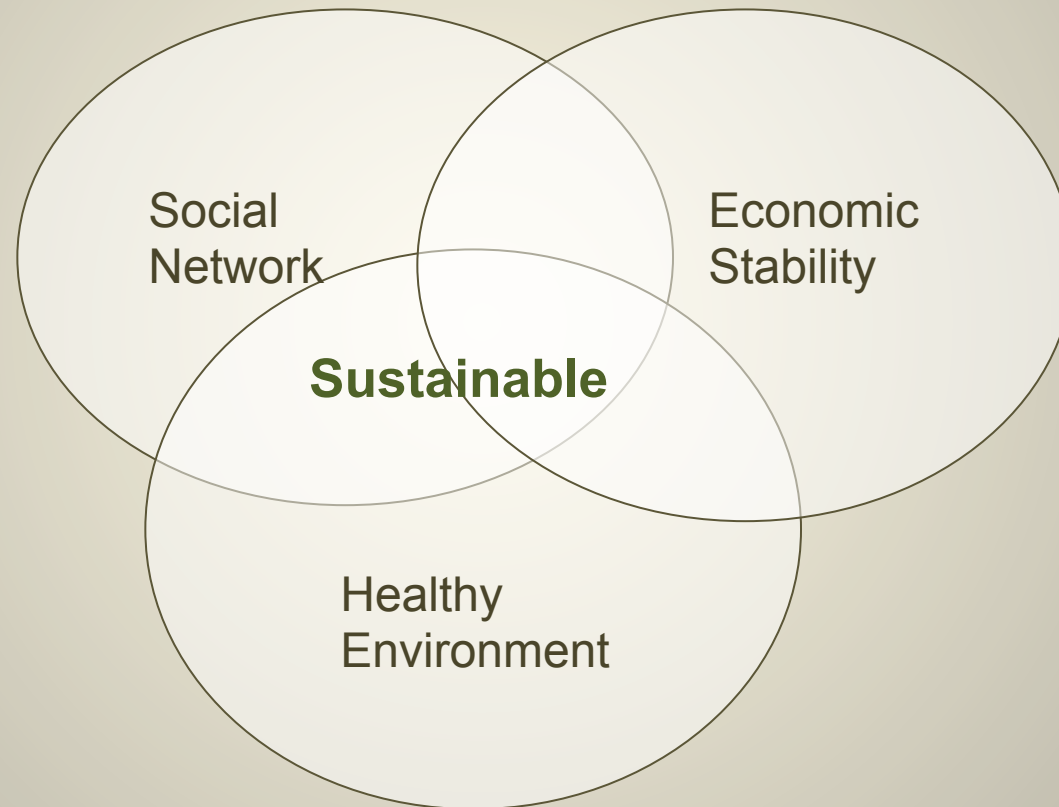 Social
Network
Economic
Stability
Sustainable
Healthy
Environment